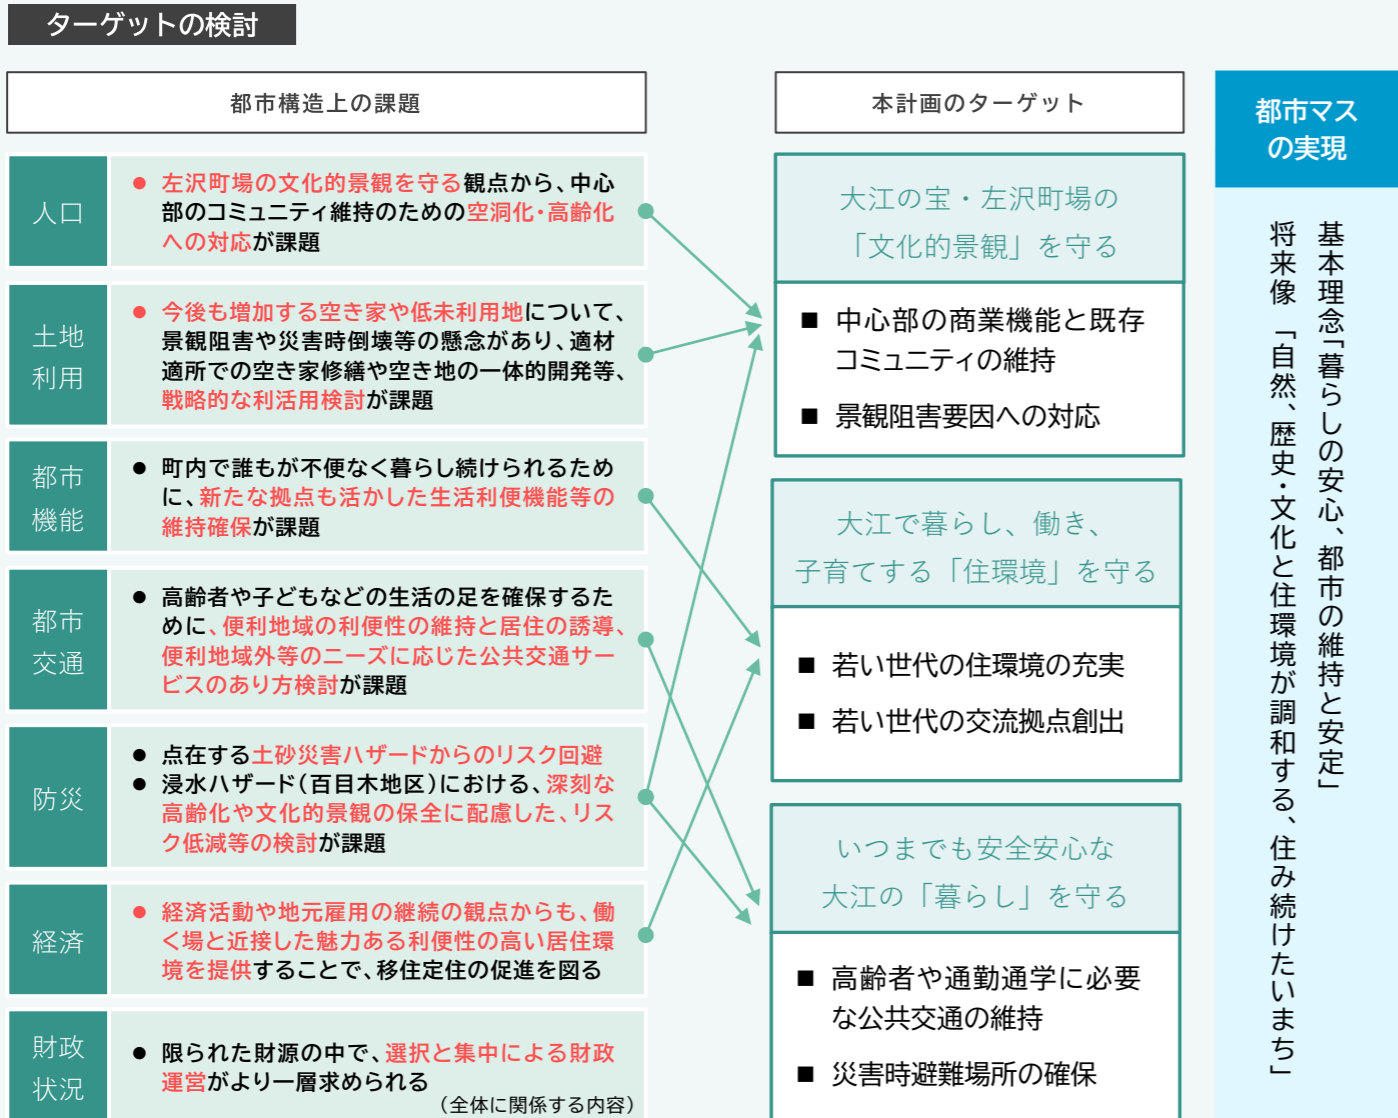 ターゲットの検討
都市構造上の課題
人口
● 左沢町場の文化的景観を守る観点から、中心
部のコミュニティ維持のための空洞化・高齢化
への対応が課題
土地
利用
● 今後も増加する空き家や低未利用地について、
景観阻害や災害時倒壊等の懸念があり、適材
適所での空き家修繕や空き地の一体的開発等、
戦略的な利活用検討が課題
都市
機能
● 町内で誰もが不便なく暮らし続けられるため
に、新たな拠点も活かした生活利便機能等の
維持確保が課題
都市
交通
● 高齢者や子どもなどの生活の足を確保するた
めに、便利地域の利便性の維持と居住の誘導、
便利地域外等のニーズに応じた公共交通サー
ビスのあり方検討が課題
防災
● 点在する土砂災害ハザードからのリスク回避
● 浸水ハザード(百目木地区)における、深刻な
高齢化や文化的景観の保全に配慮した、リス
ク低減等の検討が課題
経済
● 経済活動や地元雇用の継続の観点からも、働
く場と近接した魅力ある利便性の高い居住環
境を提供することで、移住定住の促進を図る
財政
状況
● 限られた財源の中で、選択と集中による財政
運営がより一層求められる
(全体に関係する内容)
本計画のターゲット
大江の宝・左沢町場の
「文化的景観」を守る
■ 中心部の商業機能と既存
コミュニティの維持
■ 景観阻害要因への対応
大江で暮らし、働き、
子育てする「住環境」を守る
■ 若い世代の住環境の充実
■ 若い世代の交流拠点創出
いつまでも安全安心な
大江の「暮らし」を守る
■ 高齢者や通勤通学に必要
な公共交通の維持
■ 災害時避難場所の確保
都市マス
の実現
基本理念「暮らしの安心、都市の維持と安定」
将来像 「自然、歴史・文化と住環境が調和する、住み続けたいまち」